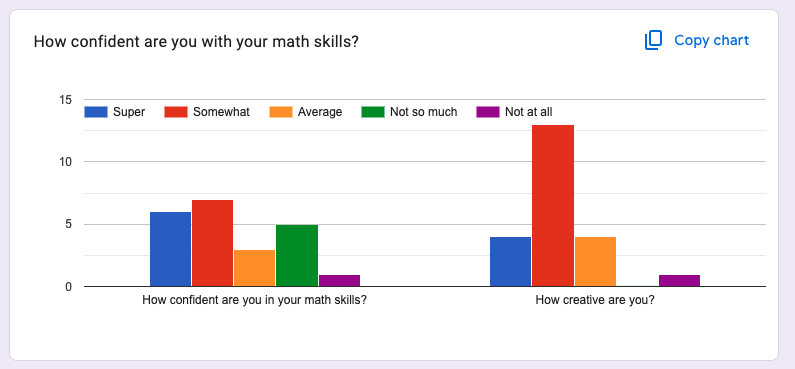 How confident are you with your math skills?
Copy chart
15
Super Somewhat Average Not so much Not at all
10
5
0
How confident are you in your math skills? How creative are you?